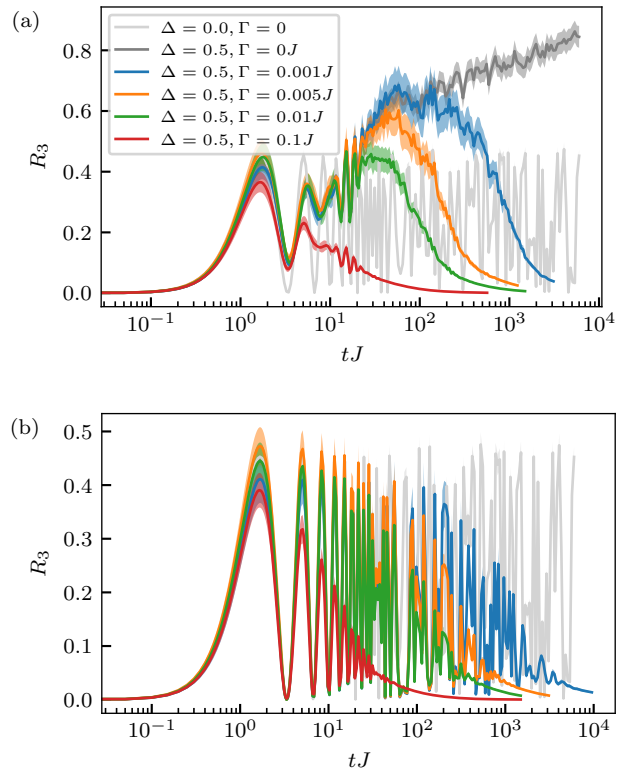 (a)
Δ = 0.0, Γ = 0
Δ = 0.5, Γ = 0J
Δ = 0.5, Γ = 0.001J
Δ = 0.5, Γ = 0.005J
Δ = 0.5, Γ = 0.01J
Δ = 0.5, Γ = 0.1J
R₃
0.8
0.6
0.4
0.2
0.0
10⁻¹ 10⁰ 10¹ 10² 10³ 10⁴
tJ
(b)
R₃
0.5
0.4
0.3
0.2
0.1
0.0
10⁻¹ 10⁰ 10¹ 10² 10³ 10⁴
tJ